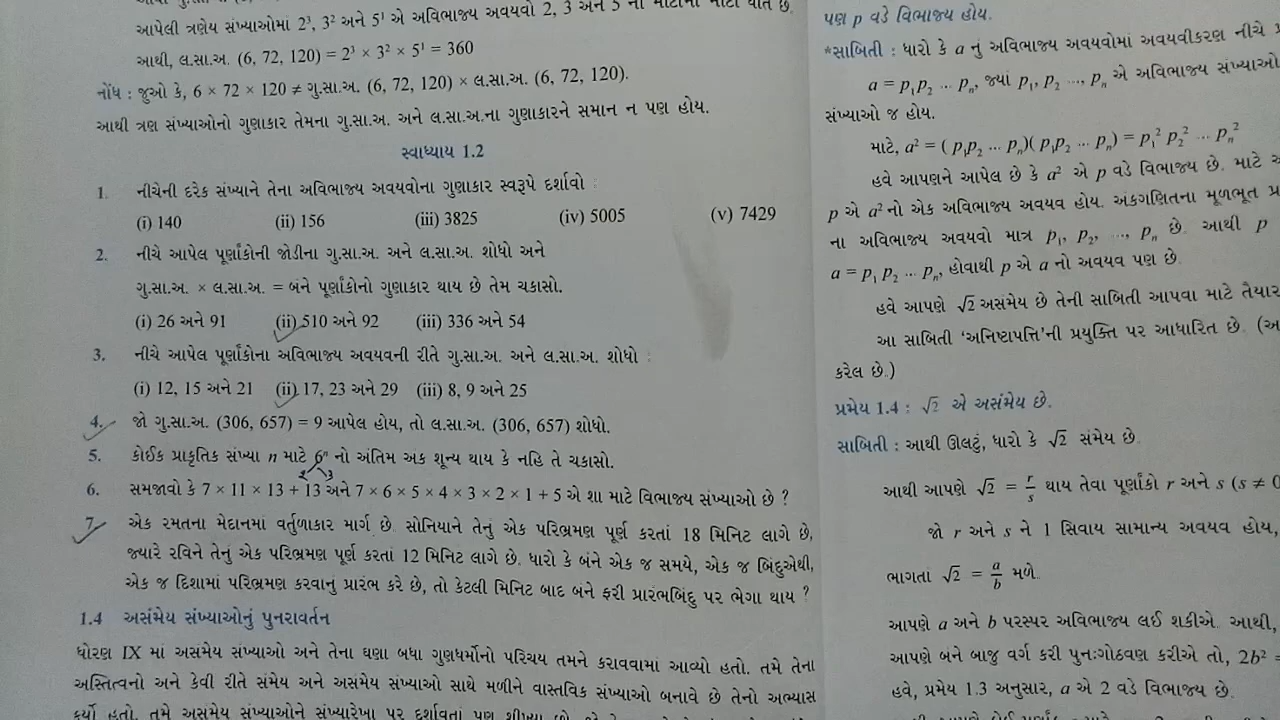 આપેલી ત્રણેય સંખ્યાઓમાં 2³, 3² અને 5¹ એ અવિભાજ્ય અવયવો 2, 3 અને 5 ની
આથી, લ.સા.અ. (6, 72, 120) = 2³ × 3² × 5¹ = 360
નોંધ : જુઓ કે, 6 × 72 × 120 ≠ ગુ.સા.અ. (6, 72, 120) × લ.સા.અ. (6, 72, 120).
આથી ત્રણ સંખ્યાઓનો ગુણાકાર તેમના ગુ.સા.અ. અને લ.સા.અ.ના ગુણાકારને સમાન ન પણ હોય.
સ્વાધ્યાય 1.2
1. નીચેની દરેક સંખ્યાને તેના અવિભાજ્ય અવયવોના ગુણાકાર સ્વરૂપે દર્શાવો :
(i) 140 (ii) 156 (iii) 3825 (iv) 5005 (v) 7429
2. નીચે આપેલ પૂર્ણાંકોની જોડીના ગુ.સા.અ. અને લ.સા.અ. શોધો અને
ગુ.સા.અ. × લ.સા.અ. = બંને પૂર્ણાંકોનો ગુણાકાર થાય છે તેમ ચકાસો.
(i) 26 અને 91 (ii) 510 અને 92 (iii) 336 અને 54
3. નીચે આપેલ પૂર્ણાંકોના અવિભાજ્ય અવયવની રીતે ગુ.સા.અ. અને લ.સા.અ. શોધો :
(i) 12, 15 અને 21 (ii) 17, 23 અને 29 (iii) 8, 9 અને 25
4. જો ગુ.સા.અ. (306, 657) = 9 આપેલ હોય, તો લ.સા.અ. (306, 657) શોધો.
5. કોઈક પ્રાકૃતિક સંખ્યા n માટે 6ⁿ નો અંતિમ અંક શૂન્ય થાય કે નહિ તે ચકાસો.
2 3
6. સમજાવો કે 7 × 11 × 13 + 13 અને 7 × 6 × 5 × 4 × 3 × 2 × 1 + 5 એ શા માટે વિભાજ્ય સંખ્યાઓ છે ?
7. એક રમતના મેદાનમાં વર્તુળાકાર માર્ગ છે. સોનિયાને તેનું એક પરિભ્રમણ પૂર્ણ કરતાં 18 મિનિટ લાગે છે,
જ્યારે રવિને તેનું એક પરિભ્રમણ પૂર્ણ કરતાં 12 મિનિટ લાગે છે. ધારો કે બંને એક જ સમયે, એક જ બિંદુએથી,
એક જ દિશામાં પરિભ્રમણ કરવાનું પ્રારંભ કરે છે, તો કેટલી મિનિટ બાદ બંને ફરી પ્રારંભબિંદુ પર ભેગા થાય ?
1.4 અસંમેય સંખ્યાઓનું પુનરાવર્તન
ધોરણ IX માં અસમેય સંખ્યાઓ અને તેના ઘણા બધા ગુણધર્મોનો પરિચય તમને કરાવવામાં આવ્યો હતો. તમે તેના
અસ્તિત્વનો અને કેવી રીતે સંમેય અને અસમેય સંખ્યાઓ સાથે મળીને વાસ્તવિક સંખ્યાઓ બનાવે છે તેનો અભ્યાસ
કર્યો હતો. તમે અસંમેય સંખ્યાઓને સંખ્યારેખા પર દર્શાવતાં પણ શીખ્યા છો.
પણ p વડે વિભાજ્ય હોય.
*સાબિતી : ધારો કે a નું અવિભાજ્ય અવયવોમાં અવયવીકરણ નીચે
a = p₁p₂ ... pₙ, જ્યાં p₁, p₂ ..., pₙ એ અવિભાજ્ય સંખ્યાઓ
સંખ્યાઓ જ હોય.
માટે, a² = ( p₁p₂ ... pₙ)( p₁p₂ ... pₙ) = p₁² p₂² ... pₙ²
હવે આપણને આપેલ છે કે a² એ p વડે વિભાજ્ય છે. માટે
p એ a² નો એક અવિભાજ્ય અવયવ હોય. અંકગણિતના મૂળભૂત
ના અવિભાજ્ય અવયવો માત્ર p₁, p₂, ..., pₙ છે. આથી p
a = p₁ p₂ ... pₙ, હોવાથી p એ a નો અવયવ પણ છે
હવે આપણે √2 અસંમેય છે તેની સાબિતી આપવા માટે તૈયાર
આ સાબિતી ‘અનિષ્ટાપત્તિ’ની પ્રયુક્તિ પર આધારિત છે.
કરેલ છે.)
પ્રમેય 1.4 : √2 એ અસંમેય છે.
સાબિતી : આથી ઊલટું, ધારો કે √2 સંમેય છે.
આથી આપણે √2 = r/s થાય તેવા પૂર્ણાંકો r અને s (s ≠ 0
જો r અને s ને 1 સિવાય સામાન્ય અવયવ હોય,
ભાગતાં √2 = a/b મળે.
આપણે a અને b પરસ્પર અવિભાજ્ય લઈ શકીએ. આથી,
આપણે બંને બાજુ વર્ગ કરી પુનઃગોઠવણ કરીએ તો, 2b² =
હવે, પ્રમેય 1.3 અનુસાર, a એ 2 વડે વિભાજ્ય છે.